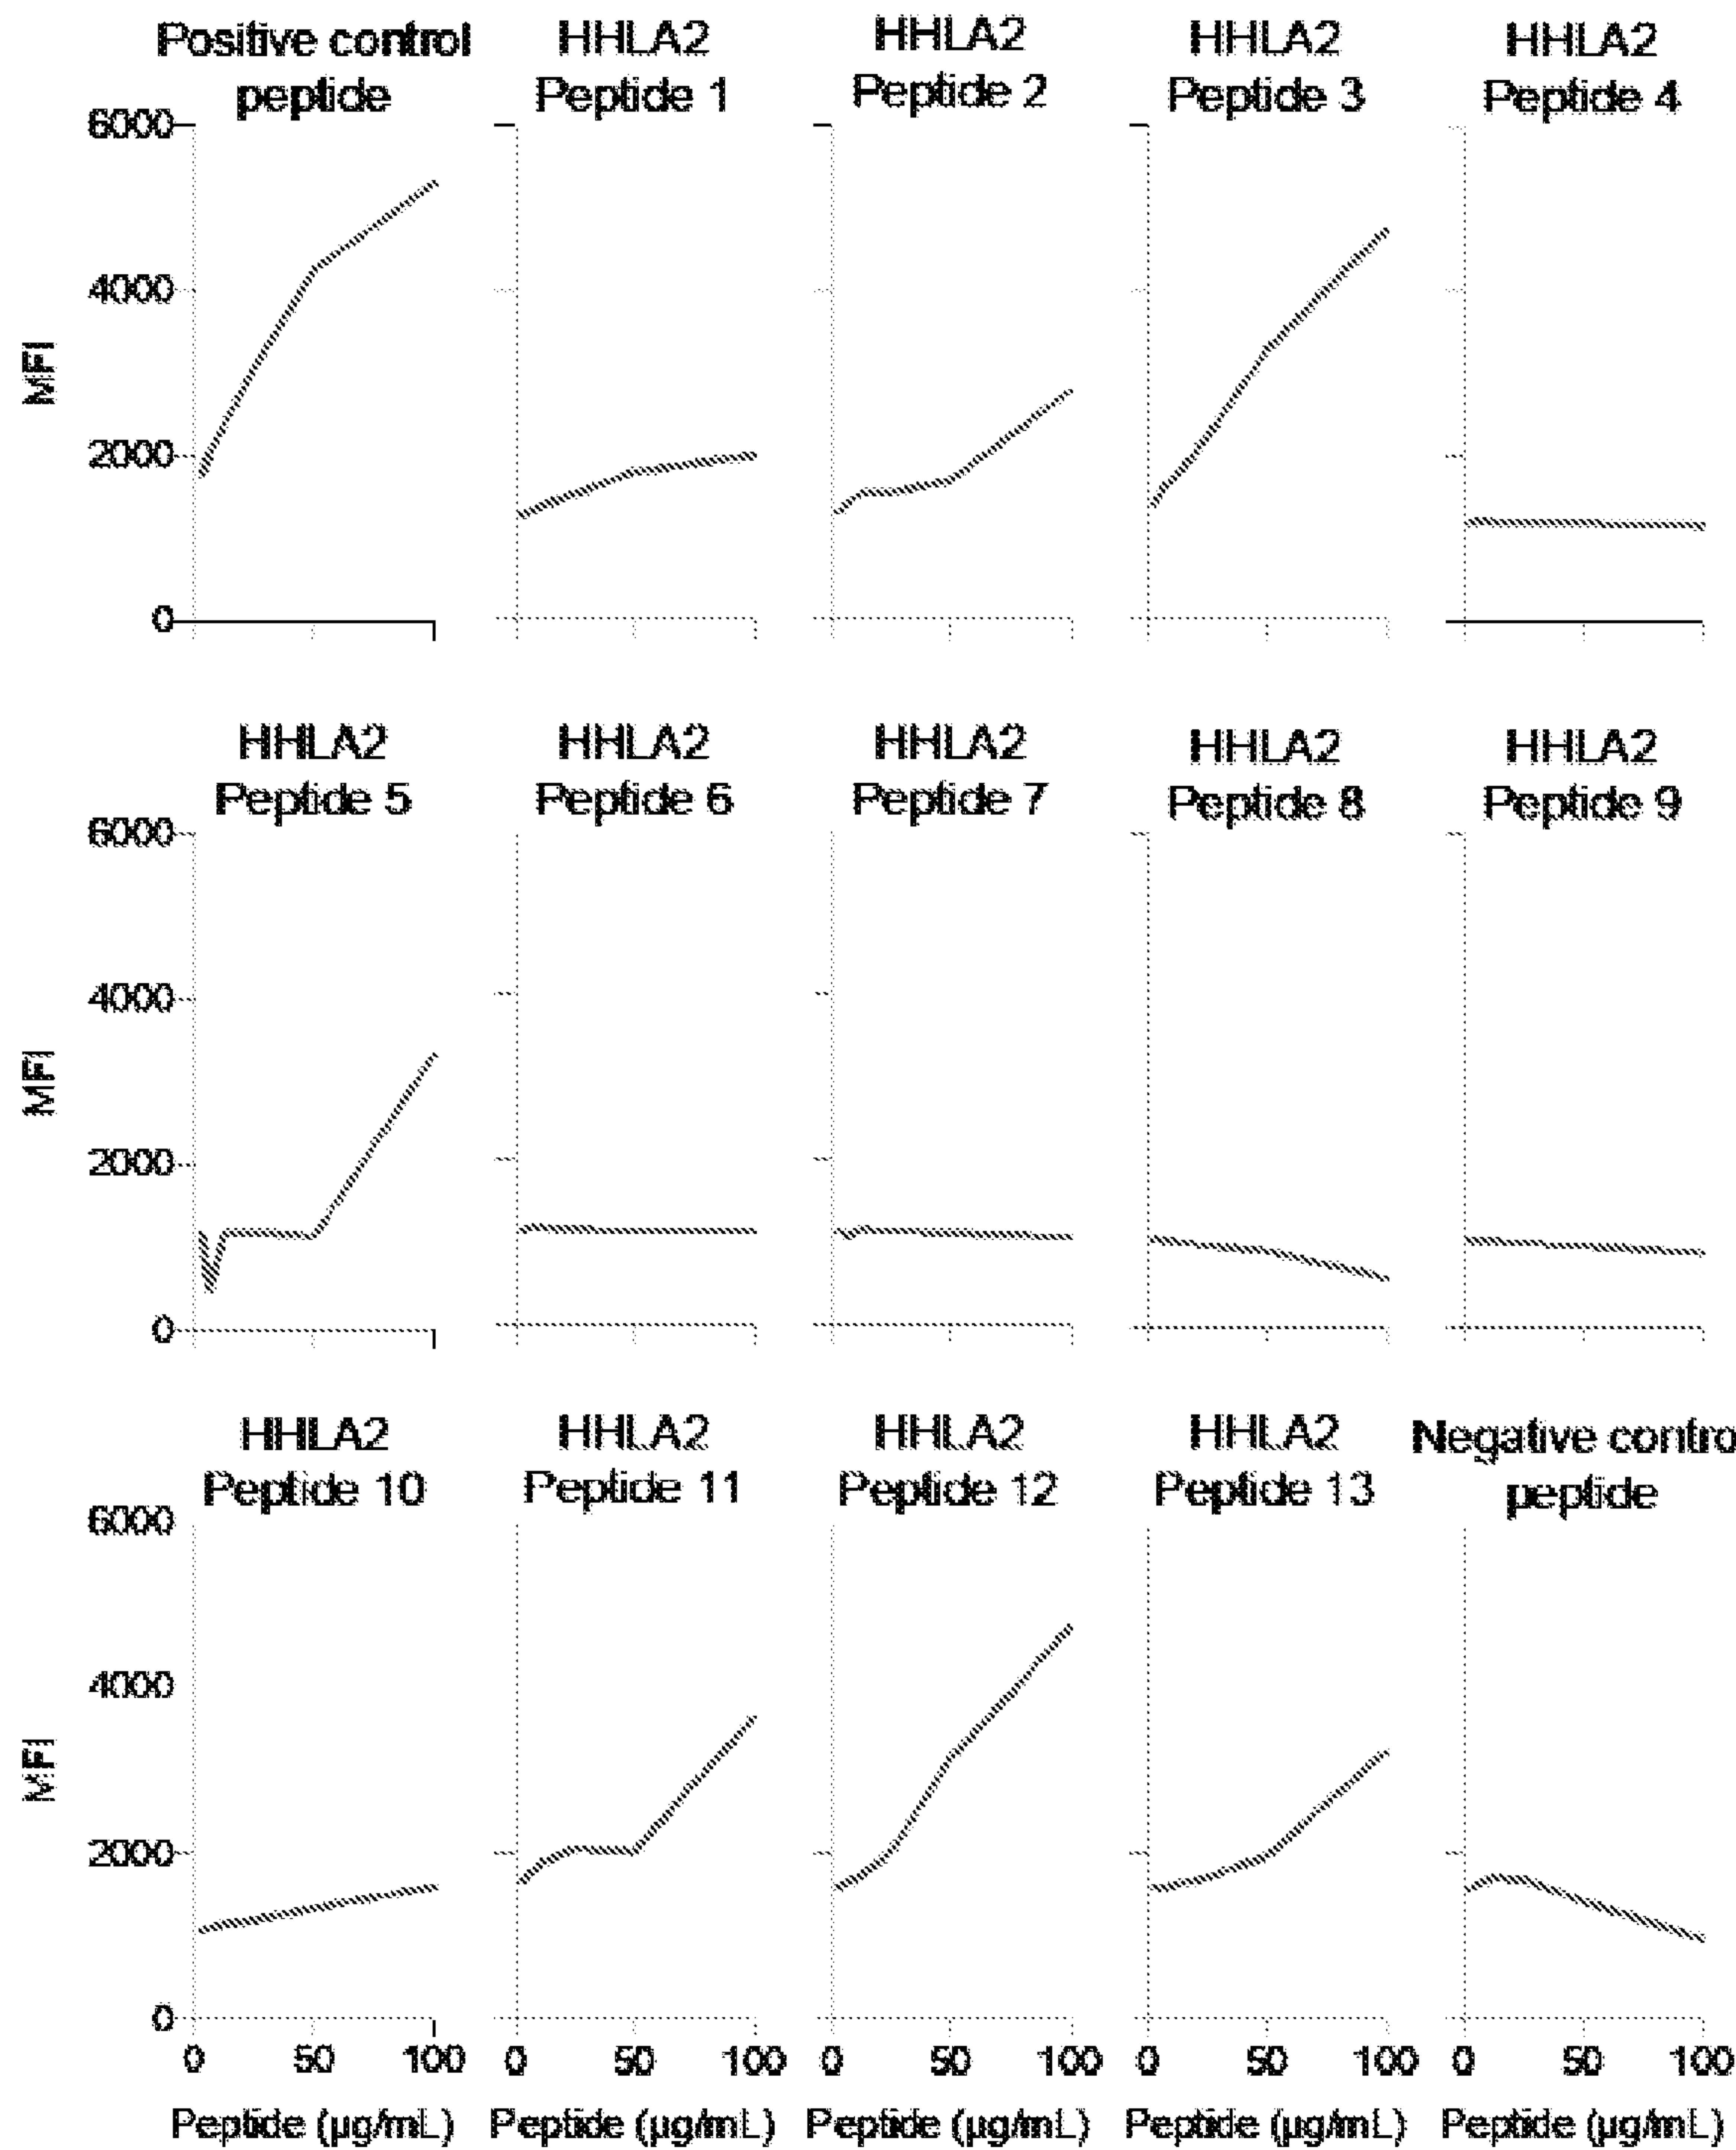 Positive control peptide
HHLA2 Peptide 1
HHLA2 Peptide 2
HHLA2 Peptide 3
HHLA2 Peptide 4
6000
4000
2000
0
MFI
HHLA2 Peptide 5
HHLA2 Peptide 6
HHLA2 Peptide 7
HHLA2 Peptide 8
HHLA2 Peptide 9
6000
4000
2000
0
MFI
HHLA2 Peptide 10
HHLA2 Peptide 11
HHLA2 Peptide 12
HHLA2 Peptide 13
Negative contro peptide
6000
4000
2000
0
MFI
0 50 100
0 50 100
0 50 100
0 50 100
0 50 100
Peptide (µg/mL)
Peptide (µg/mL)
Peptide (µg/mL)
Peptide (µg/mL)
Peptide (µg/mL)